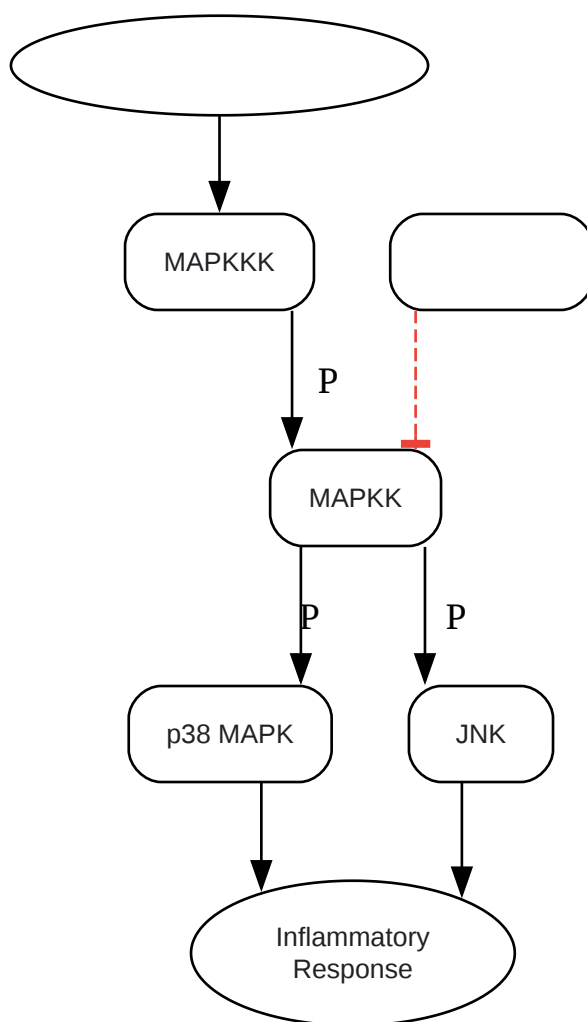 MAPKKK
P
MAPKK
P P
p38 MAPK JNK
Inflammatory
Response